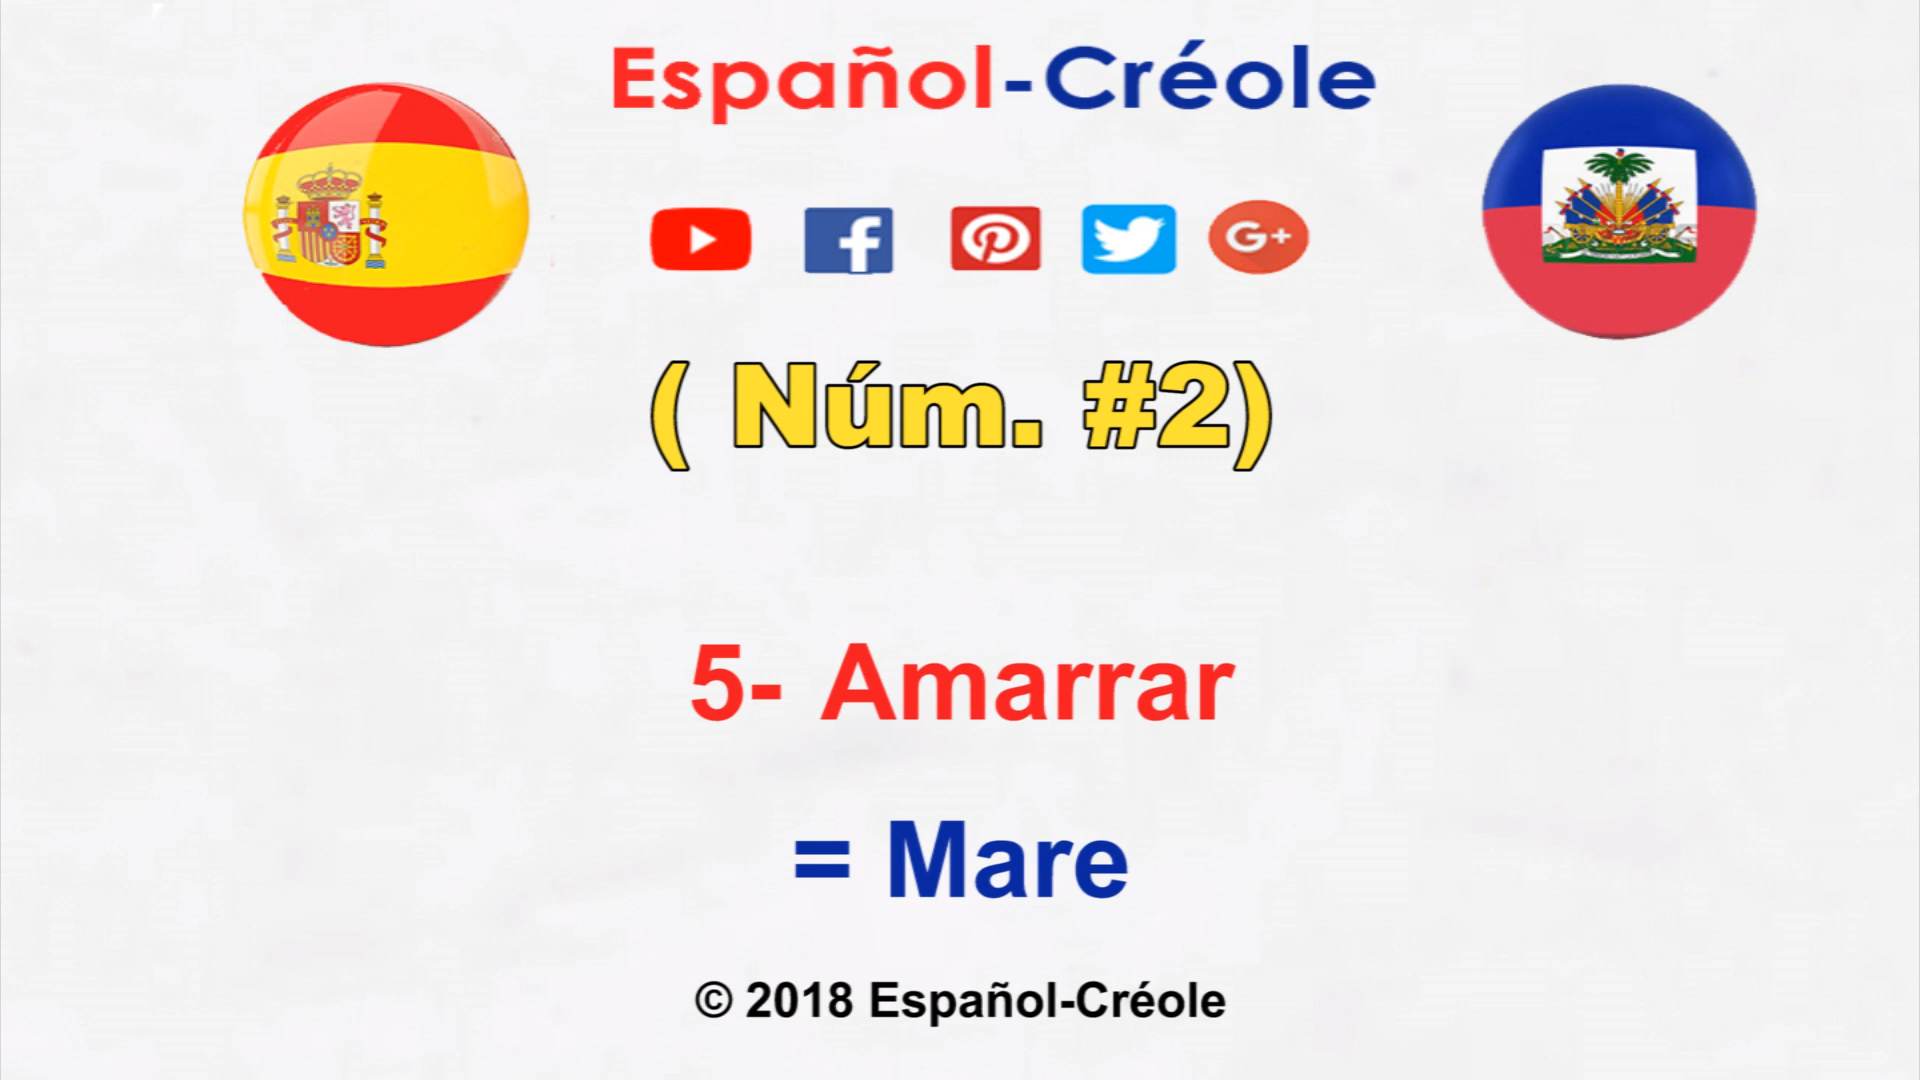 Español-Créole
G+
( Núm. #2)
5- Amarrar
= Mare
© 2018 Español-Créole